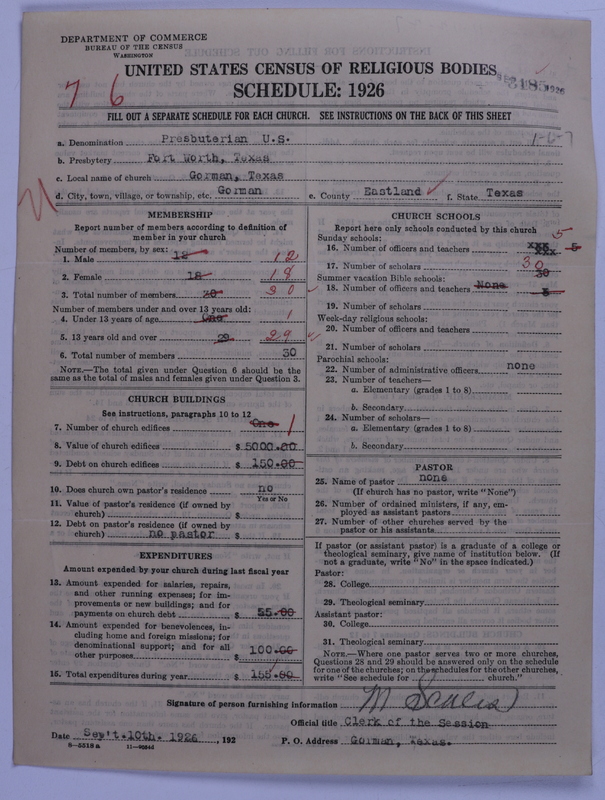 DEPARTMENT OF COMMERCE
BUREAU OF THE CENSUS
WASHINGTON
UNITED STATES CENSUS OF RELIGIOUS BODIES
7 6
SCHEDULE: 1926
FILL OUT A SEPARATE SCHEDULE FOR EACH CHURCH. SEE INSTRUCTIONS ON THE BACK OF THIS SHEET
a. Denomination Presbuterian U.S. 1-6-7
b. Presbytery Fort Worth, Texas
c. Local name of church Gorman, Texas
d. City, town, village, or township, etc. Gorman e. County Eastland f. State Texas
MEMBERSHIP
Report number of members according to definition of
member in your church
Number of members, by sex:
1. Male 12 12
2. Female 18 18
3. Total number of members 30 30
Number of members under and over 13 years old:
4. Under 13 years of age One 1
5. 13 years old and over 29 29
6. Total number of members 30
NOTE.—The total given under Question 6 should be
same as the total of males and females given under Question 3.
CHURCH BUILDINGS
See instructions, paragraphs 10 to 12
7. Number of church edifices One 1
8. Value of church edifices $ 5000.00
9. Debt on church edifices $ 150.00
10. Does church own pastor's residence no
Yes or No
11. Value of pastor's residence (if owned by
church) $
12. Debt on pastor's residence (if owned by
church) no pastor $
EXPENDITURES
Amount expended by your church during last fiscal year
13. Amount expended for salaries, repairs,
and other running expenses; for im-
provements or new buildings; and for
payments on church debt $ 55.00
14. Amount expended for benevolences, in-
cluding home and foreign missions; for
denominational support; and for all
other purposes $ 100.00
15. Total expenditures during year $ 155.00
CHURCH SCHOOLS
Report here only schools conducted by this church
Sunday schools:
16. Number of officers and teachers 5 5
17. Number of scholars 30 30
Summer vacation Bible schools:
18. Number of officers and teachers None 5
19. Number of scholars
Week-day religious schools:
20. Number of officers and teachers
21. Number of scholars
Parochial schools:
22. Number of administrative officers none
23. Number of teachers—
a. Elementary (grades 1 to 8)
b. Secondary
24. Number of scholars—
a. Elementary (grades 1 to 8)
b. Secondary
PASTOR
25. Name of pastor none
(If church has no pastor, write "None")
26. Number of ordained ministers, if any, em-
ployed as assistant pastors
27. Number of other churches served by the
pastor or his assistants
If pastor (or assistant pastor) is a graduate of a college or
theological seminary, give name of institution below. (If
not a graduate, write "No" in the space indicated.)
Pastor:
28. College
29. Theological seminary
Assistant pastor:
30. College
31. Theological seminary
NOTE.—Where one pastor serves two or more churches,
Questions 28 and 29 should be answered only on the schedule
for one of the churches; on the schedules for the other churches,
write "See schedule for church."
Signature of person furnishing information M
Official title Clerk of the Session
Date Sep't.10th. 1926, 192 P. O. Address Gorman, Texas.
8-5518a